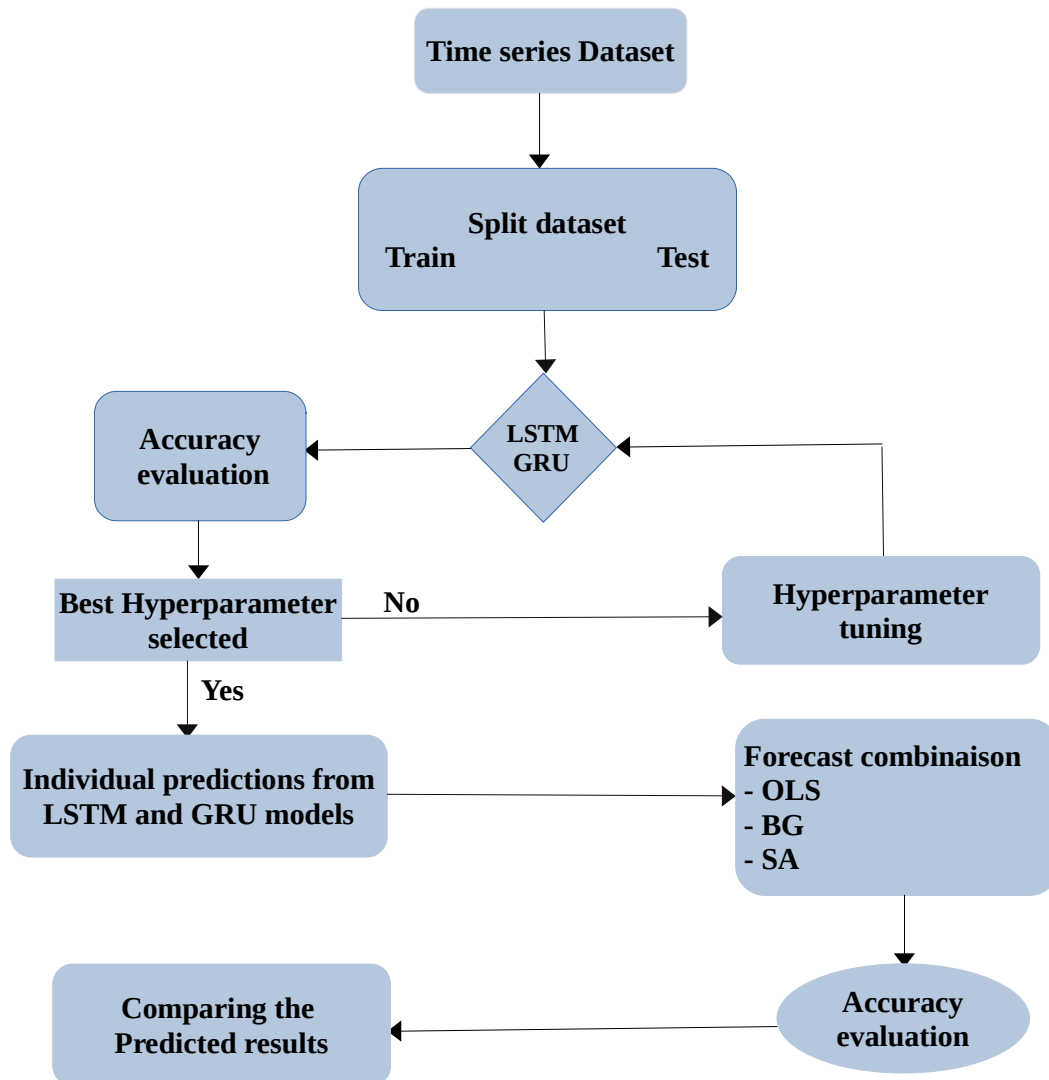 Time series Dataset
Split dataset
Train Test
LSTM
GRU
Accuracy
evaluation
Best Hyperparameter
selected
No
Hyperparameter
tuning
Yes
Individual predictions from
LSTM and GRU models
Forecast combinaison
- OLS
- BG
- SA
Accuracy
evaluation
Comparing the
Predicted results